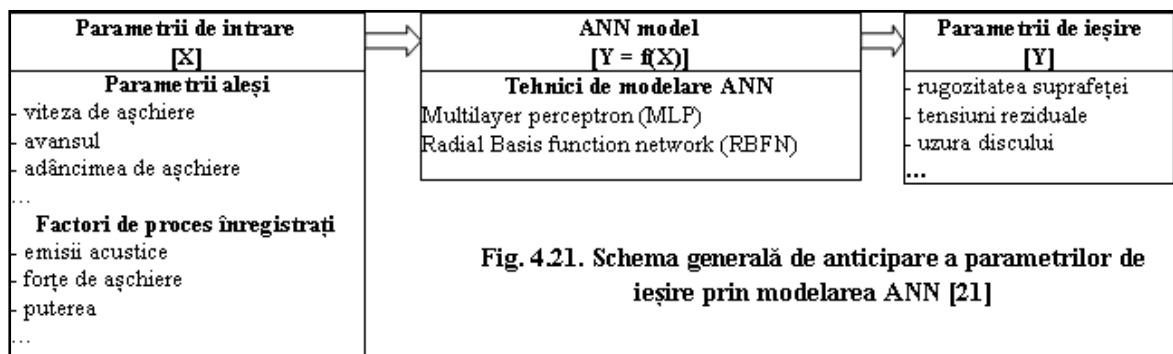 Parametrii de intrare
[X]
Parametrii aleși
- viteza de așchiere
- avansul
- adâncimea de așchiere
...
Factori de proces înregistrați
- emisii acustice
- forțe de așchiere
- puterea
...
ANN model
[Y = f(X)]
Tehnici de modelare ANN
Multilayer perceptron (MLP)
Radial Basis function network (RBFN)
Parametrii de ieșire
[Y]
- rugozitatea suprafeței
- tensiuni reziduale
- uzura discului
...
Fig. 4.21. Schema generală de anticipare a parametrilor de
ieșire prin modelarea ANN [21]